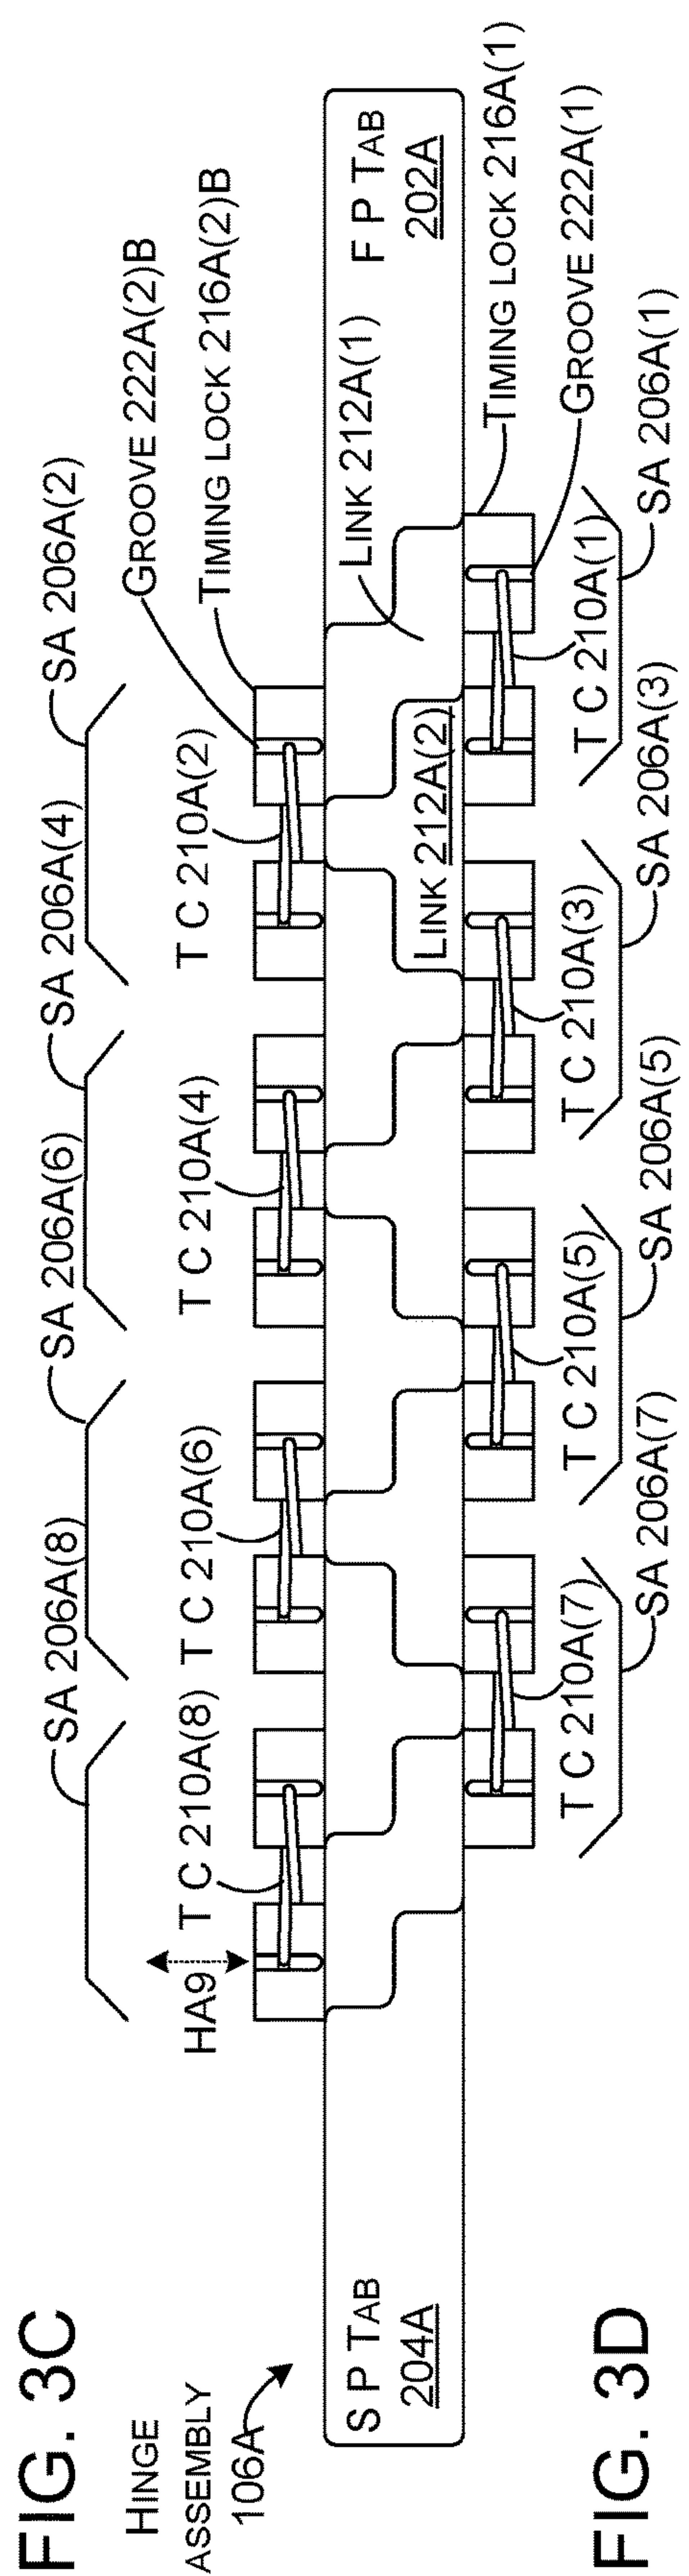 FIG. 3C
HINGE
ASSEMBLY
106A
SA 206A(8)
SA 206A(6)
SA 206A(4)
SA 206A(2)
GROOVE 222A(2)B
TIMING LOCK 216A(2)B
HA9
T C 210A(8)
T C 210A(6)
T C 210A(4)
T C 210A(2)
LINK 212A(1)
S P TAB
204A
LINK 212A(2)
F P TAB
202A
TIMING LOCK 216A(1)
GROOVE 222A(1)
T C 210A(7)
T C 210A(5)
T C 210A(3)
T C 210A(1)
SA 206A(7)
SA 206A(5)
SA 206A(3)
SA 206A(1)
FIG. 3D